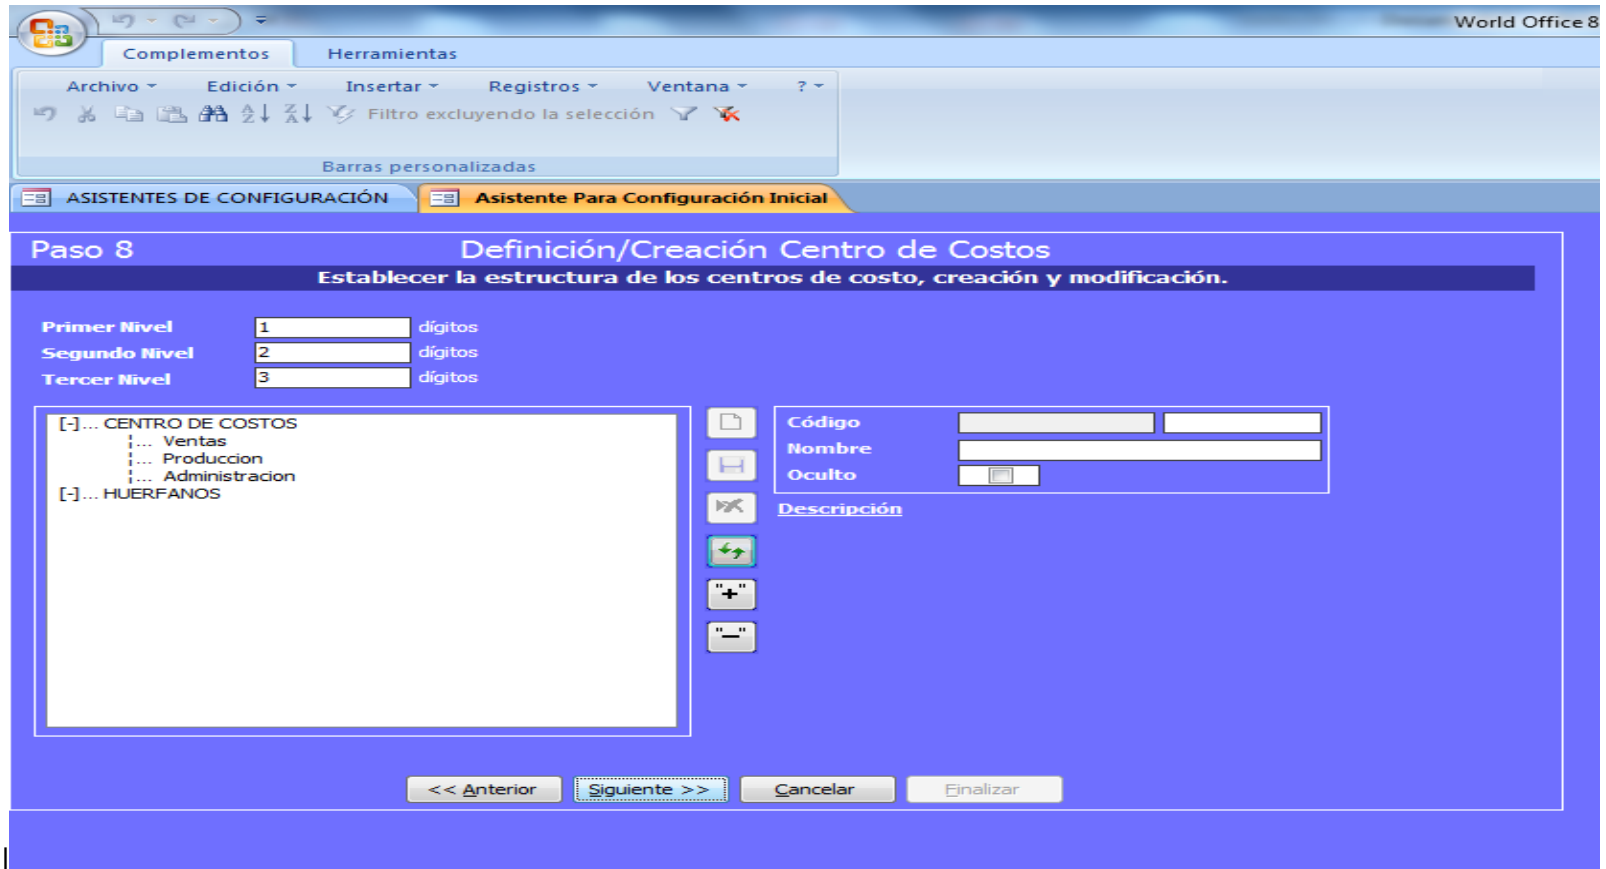 World Office 8
Complementos Herramientas
Archivo Edición Insertar Registros Ventana ?
Filtro excluyendo la selección
Barras personalizadas
ASISTENTES DE CONFIGURACIÓN Asistente Para Configuración Inicial
Paso 8 Definición/Creación Centro de Costos
Establecer la estructura de los centros de costo, creación y modificación.
Primer Nivel 1 dígitos
Segundo Nivel 2 dígitos
Tercer Nivel 3 dígitos
[-]... CENTRO DE COSTOS
¦... Ventas
¦... Produccion
¦... Administracion
[-]... HUERFANOS
Código
Nombre
Oculto
Descripción
"+"
"—"
<< Anterior Siguiente >> Cancelar Finalizar